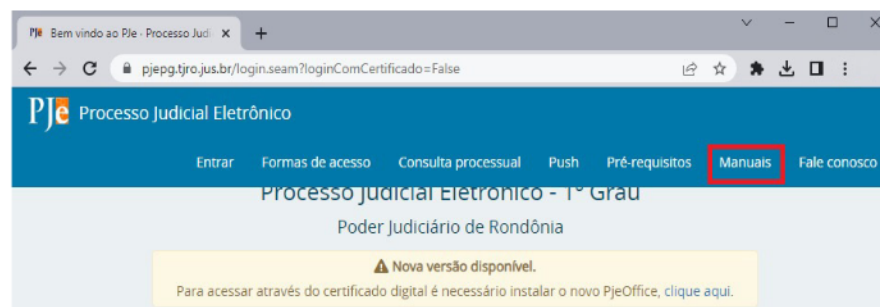 PJe Bem vindo ao PJe · Processo Judi
pjepg.tjro.jus.br/login.seam?loginComCertificado=False
PJe Processo Judicial Eletrônico
Entrar Formas de acesso Consulta processual Push Pré-requisitos Manuais Fale conosco
Processo Judicial Eletrônico - 1º Grau
Poder Judiciário de Rondônia
Nova versão disponível.
Para acessar através do certificado digital é necessário instalar o novo PjeOffice, clique aqui.